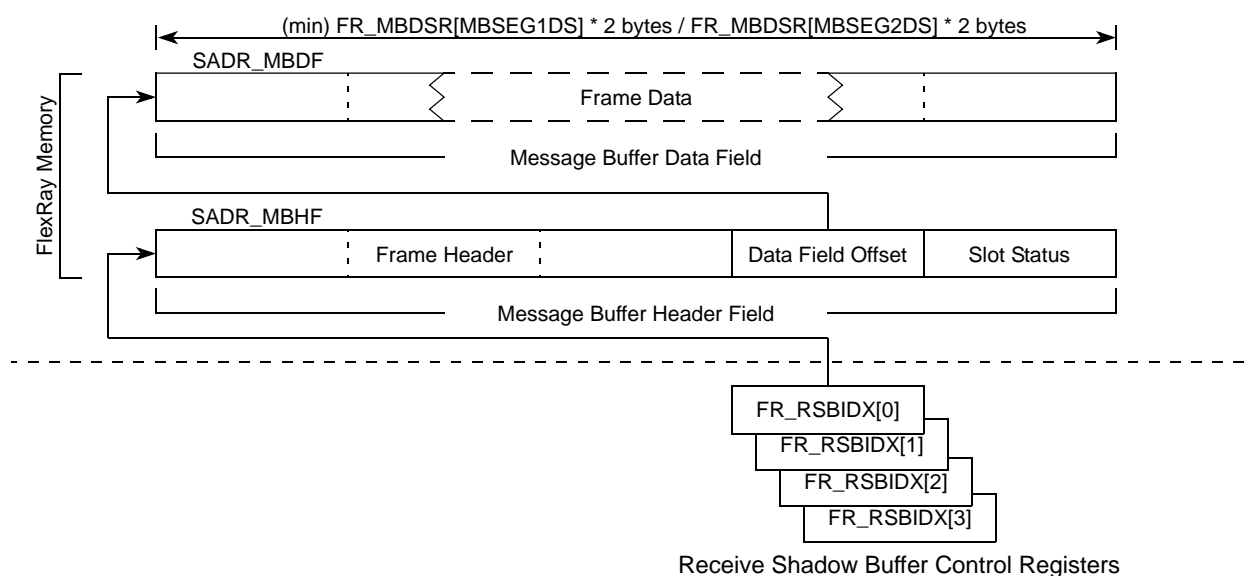 (min) FR_MBDSR[MBSEG1DS] * 2 bytes / FR_MBDSR[MBSEG2DS] * 2 bytes
SADR_MBDF
Frame Data
Message Buffer Data Field
FlexRay Memory
SADR_MBHF
Frame Header
Data Field Offset
Slot Status
Message Buffer Header Field
FR_RSBIDX[0]
FR_RSBIDX[1]
FR_RSBIDX[2]
FR_RSBIDX[3]
Receive Shadow Buffer Control Registers